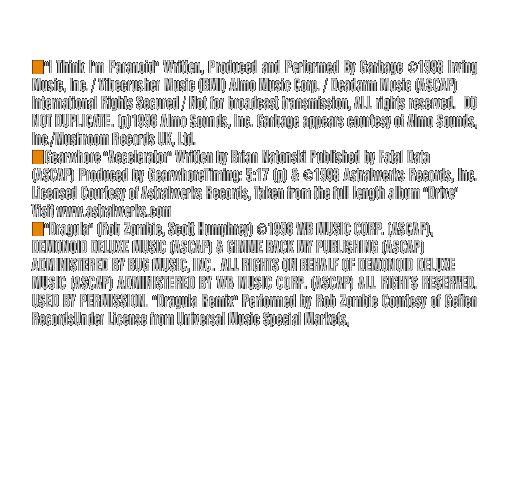 "I Think I'm Paranoid" Written, Produced and Performed By Garbage ©1998 Irving
Music, Inc. / Vibecrusher Music (BMI) Almo Music Corp. / Deadarm Music (ASCAP)
International Rights Secured / Not for broadcast transmission, ALL rights reserved. DO
NOT DUPLICATE. (p)1998 Almo Sounds, Inc. Garbage appears courtesy of Almo Sounds,
Inc./Mushroom Records UK, Ltd.
Gearwhore "Accelerator" Written by Brian Natonski Published by Fatal Data
(ASCAP) Produced by GearwhoreTiming: 5:17 (p) & ©1998 Astralwerks Records, Inc.
Licensed Courtesy of Astralwerks Records, Taken from the full length album "Drive"
Visit www.astralwerks.com
"Dragula" (Rob Zombie, Scott Humphrey) ©1998 WB MUSIC CORP. (ASCAP),
DEMONOID DELUXE MUSIC (ASCAP) & GIMME BACK MY PUBLISHING (ASCAP)
ADMINISTERED BY BUG MUSIC, INC. ALL RIGHTS ON BEHALF OF DEMONOID DELUXE
MUSIC (ASCAP) ADMINISTERED BY WB MUSIC CORP. (ASCAP) ALL RIGHTS RESERVED.
USED BY PERMISSION. "Dragula Remix" Performed by Rob Zombie Courtesy of Geffen
RecordsUnder License from Universal Music Special Markets,